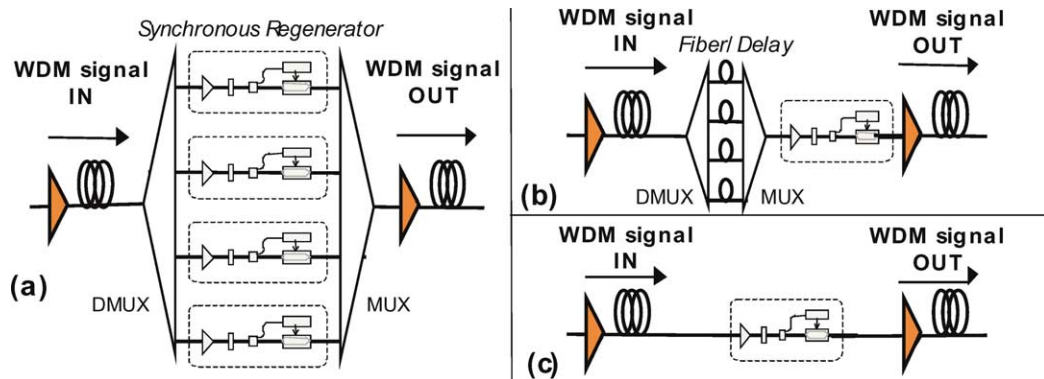 Synchronous Regenerator
WDM signal
IN
WDM signal
OUT
DMUX
MUX
(a)
WDM signal
IN
Fiber/ Delay
WDM signal
OUT
DMUX
MUX
(b)
WDM signal
IN
WDM signal
OUT
(c)